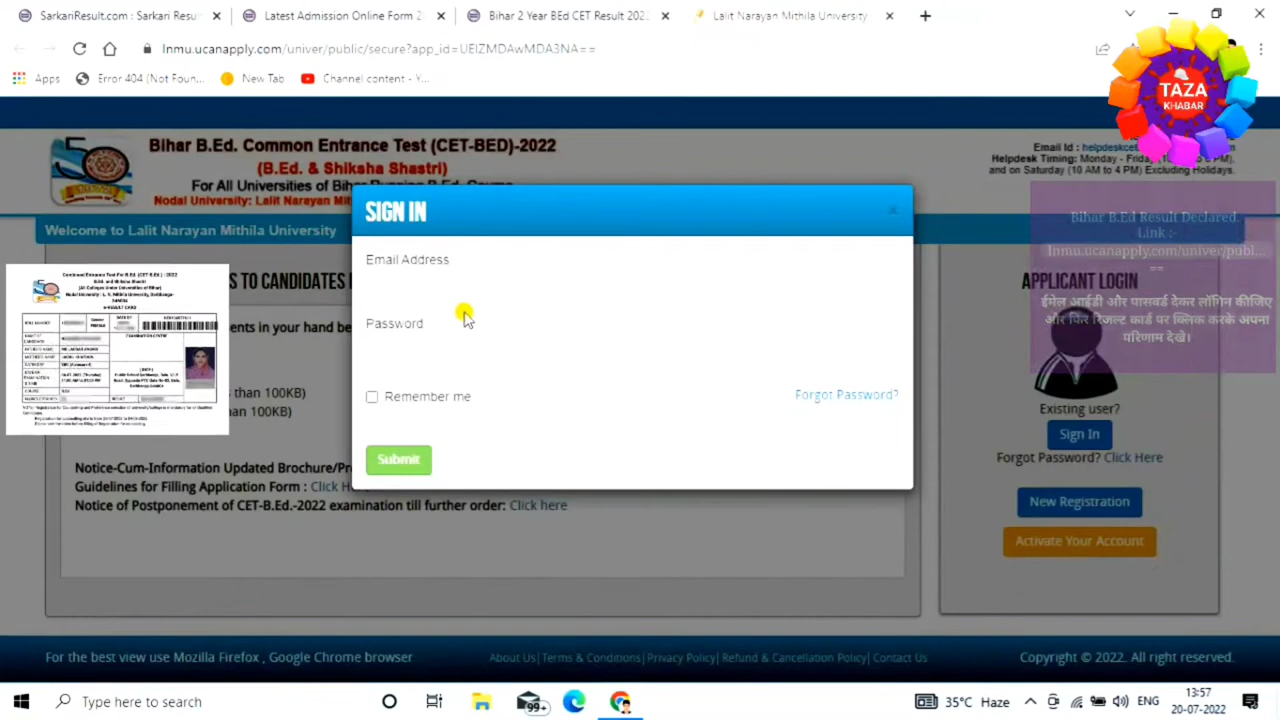 SarkariResult.com : Sarkari Resu
Latest Admission Online Form 2
Bihar 2 Year BEd CET Result 2022
Lalit Narayan Mithila University
lnmu.ucanapply.com/univer/public/secure?app_id=UElZMDAwMDA3NA==
Apps
Error 404 (Not Foun...
New Tab
Channel content - Y...
TAZA
KHABAR
Bihar B.Ed. Common Entrance Test (CET-BED)-2022
(B.Ed. & Shiksha Shastri)
For All Universities of Bihar Running B.Ed. Course
Nodal University: Lalit Narayan Mit
Email Id : helpdesk
Helpdesk Timing: Monday - Frida
and on Saturday (10 AM to 4 PM) Excluding Holidays.
Welcome to Lalit Narayan Mithila University
SIGN IN
Email Address
Password
Remember me
Forgot Password?
Submit
Bihar B.Ed Result Declared.
Link :-
lnmu.ucanapply.com/univer/publ...
==
ईमेल आईडी और पासवर्ड देकर लॉगिन कीजिए
और फिर रिजल्ट कार्ड पर क्लिक करके अपना
परिणाम देखे।
S TO CANDIDATES
ents in your hand be
s than 100KB)
han 100KB)
Notice-Cum-Information Updated Brochure/Pr
Guidelines for Filling Application Form : Click H
Notice of Postponement of CET-B.Ed.-2022 examination till further order: Click here
APPLICANT LOGIN
Existing user?
Sign In
Forgot Password? Click Here
New Registration
Activate Your Account
For the best view use Mozilla Firefox , Google Chrome browser
About Us| Terms & Conditions| Privacy Policy| Refund & Cancellation Policy| Contact Us
Copyright © 2022. All right reserved.
Type here to search
99+
35°C Haze
ENG
13:57
20-07-2022